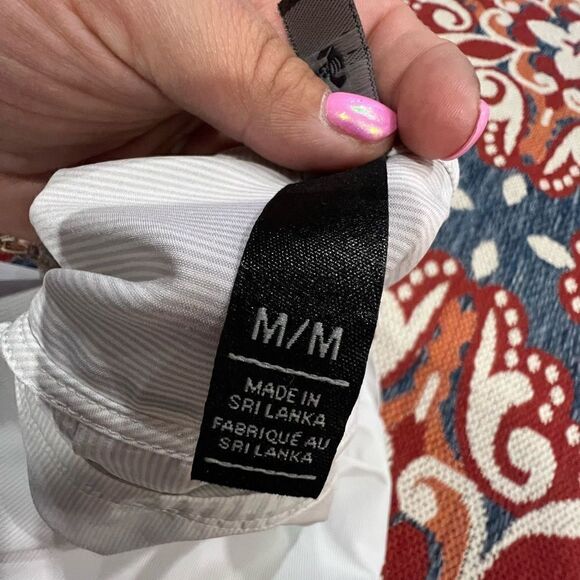 M/M
MADE IN
SRI LANKA
FABRIQUÉ AU
SRI LANKA